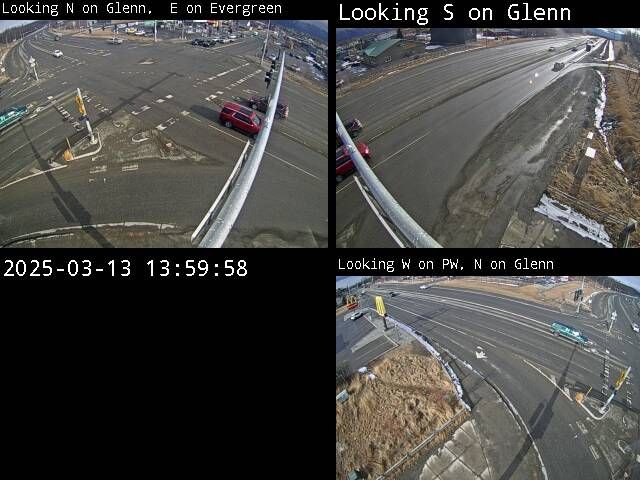 Looking N on Glenn,  E on Evergreen
Looking S on Glenn
2025-03-13 13:59:58
Looking W on PW, N on Glenn